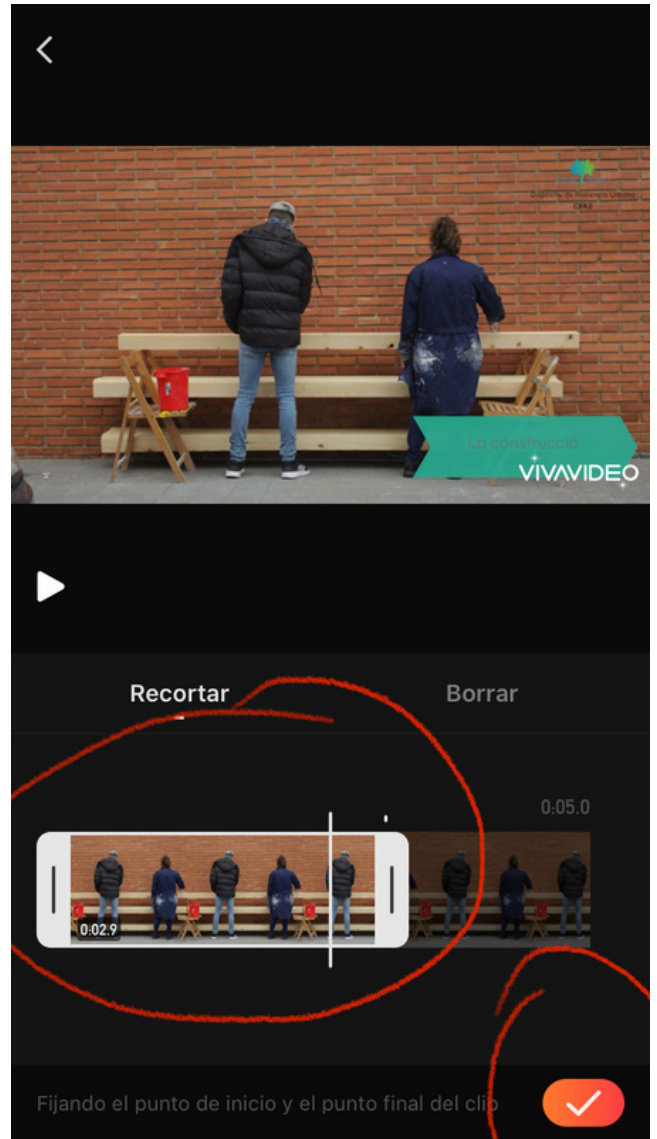 La construcció...
VIVAVIDEO
Recortar
Borrar
0:05.0
0:02.9
Fijando el punto de inicio y el punto final del clip